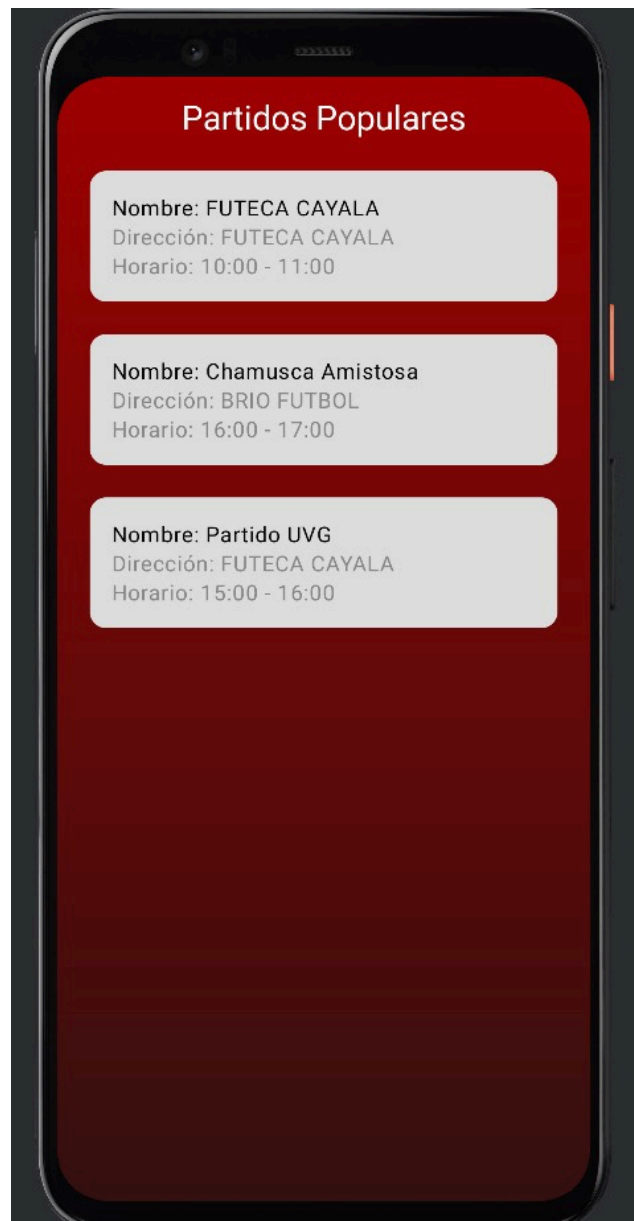 Partidos Populares
Nombre: FUTECA CAYALA
Dirección: FUTECA CAYALA
Horario: 10:00 - 11:00
Nombre: Chamusca Amistosa
Dirección: BRIO FUTBOL
Horario: 16:00 - 17:00
Nombre: Partido UVG
Dirección: FUTECA CAYALA
Horario: 15:00 - 16:00